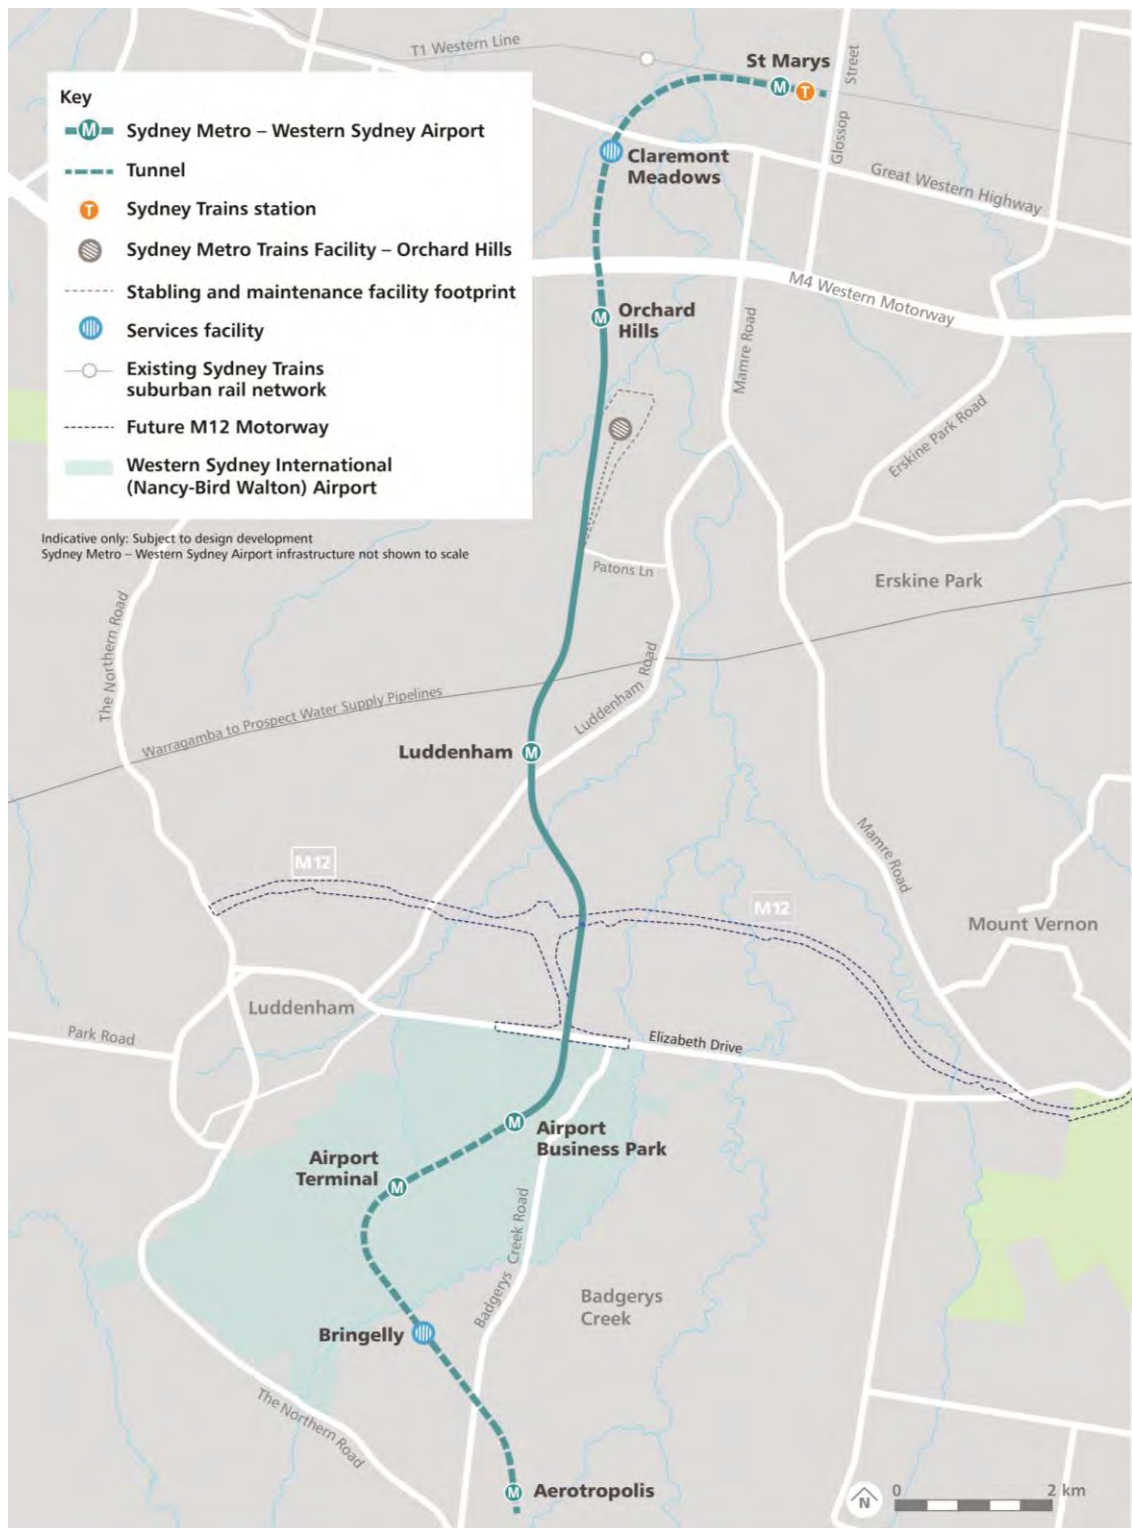 T1 Western Line
St Marys
M
T
Glossop
Street
Key
M
Sydney Metro – Western Sydney Airport
Tunnel
T
Sydney Trains station
Sydney Metro Trains Facility – Orchard Hills
Stabling and maintenance facility footprint
Services facility
Existing Sydney Trains
suburban rail network
Future M12 Motorway
Western Sydney International
(Nancy-Bird Walton) Airport
Indicative only: Subject to design development
Sydney Metro – Western Sydney Airport infrastructure not shown to scale
Claremont
Meadows
Great Western Highway
M4 Western Motorway
M
Orchard
Hills
Mamre Road
Erskine Park Road
Patons Ln
Erskine Park
The Northern Road
Luddenham Road
Warragamba to Prospect Water Supply Pipelines
Luddenham
M
Mamre Road
M12
M12
Mount Vernon
Luddenham
Park Road
Elizabeth Drive
M
Airport
Business Park
Airport
Terminal
M
Badgerys Creek Road
Badgerys
Creek
Bringelly
The Northern Road
M
Aerotropolis
N
0
2 km